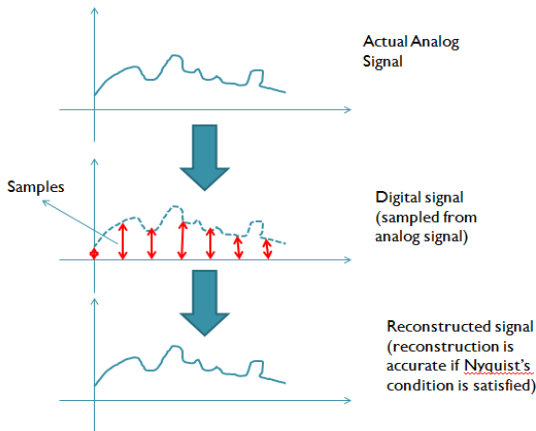 Actual Analog
Signal
Samples
Digital signal
(sampled from
analog signal)
Reconstructed signal
(reconstruction is
accurate if Nyquist's
condition is satisfied)